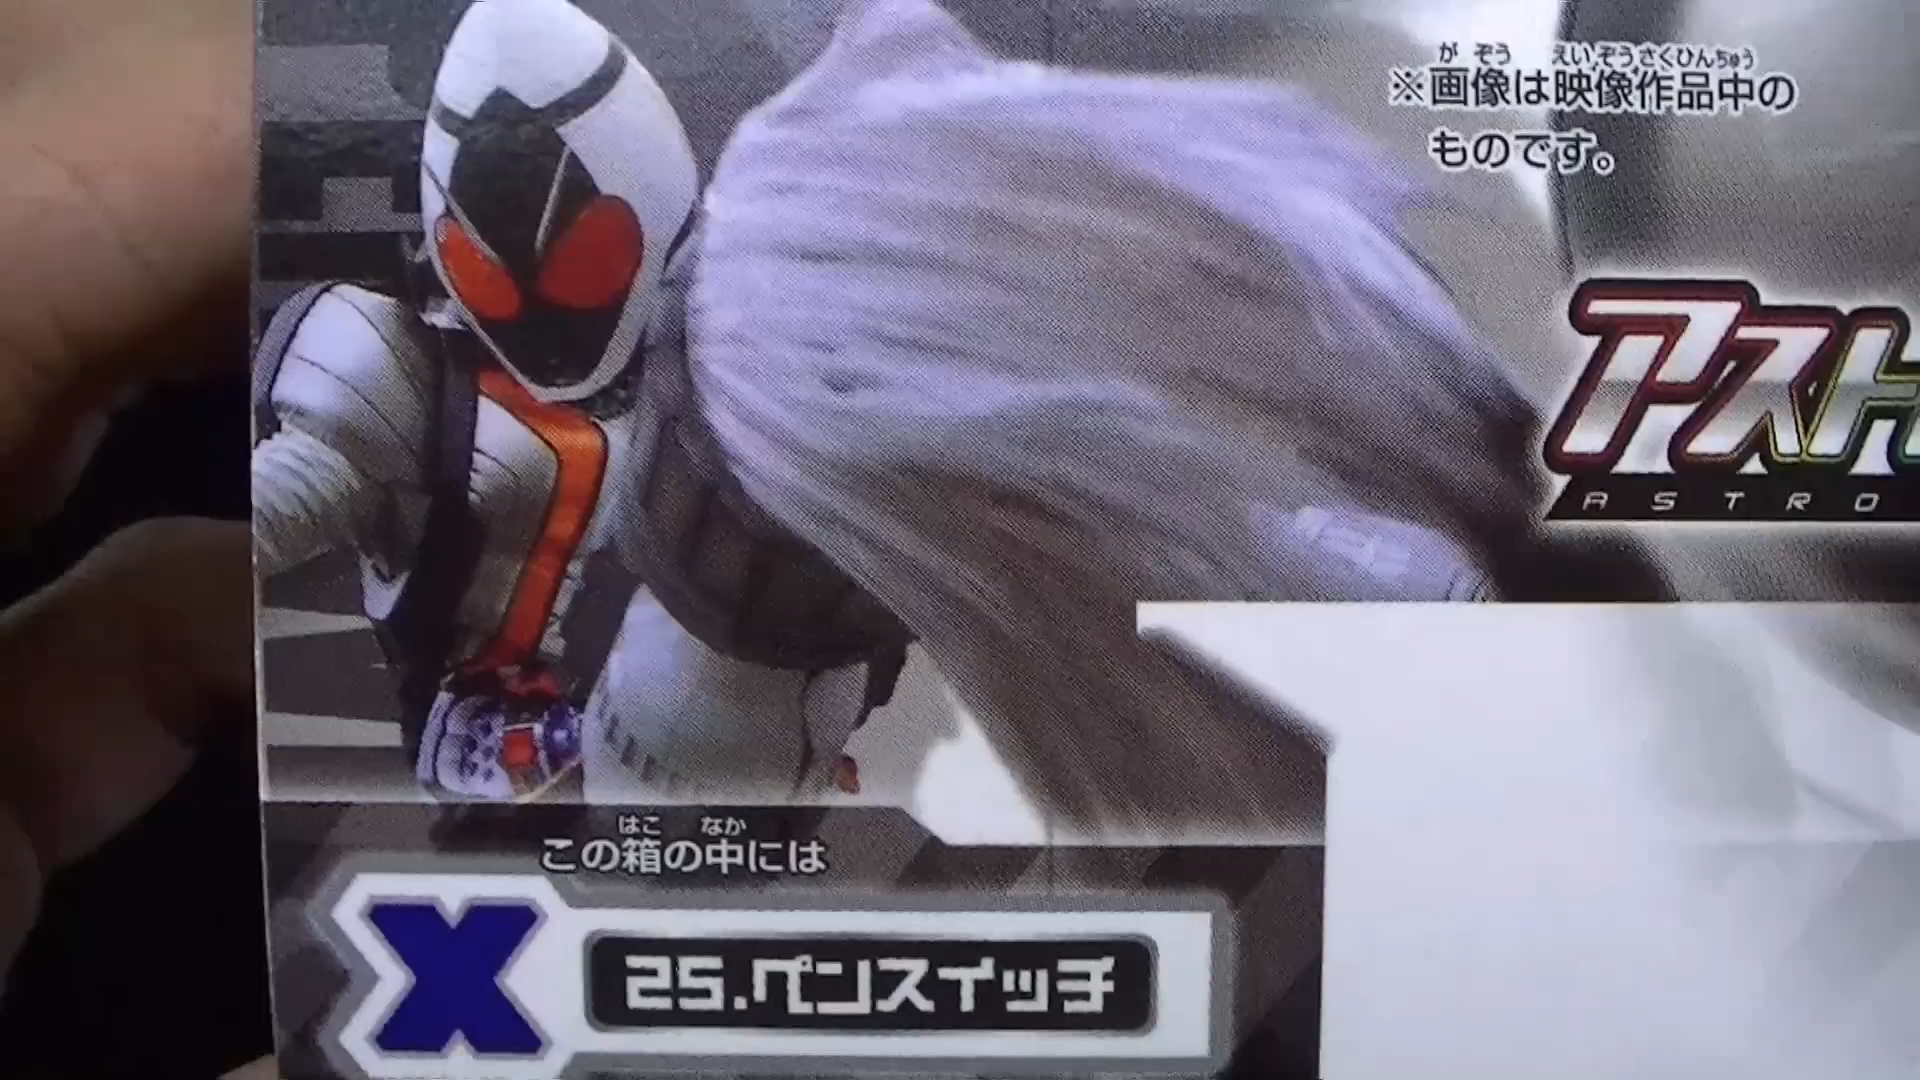 ※画像は映像作品中の
ものです。
アスト
ASTRO
この箱の中には
X
25.ペンスイッチ